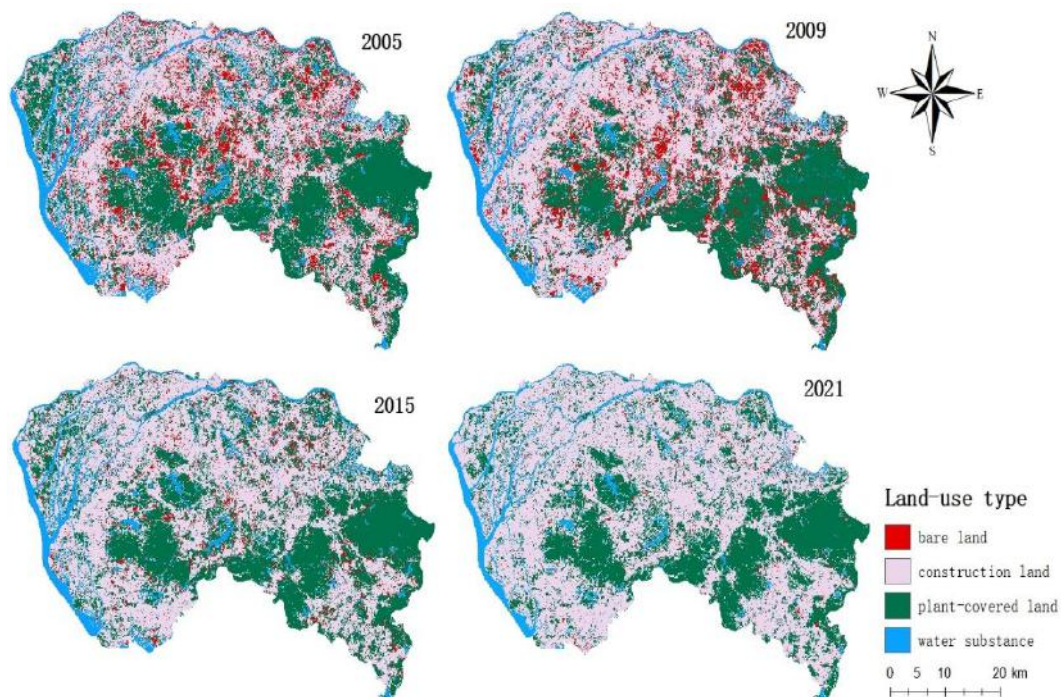 2005
2009
N
W
E
S
2015
2021
Land-use type
bare land
construction land
plant-covered land
water substance
0 5 10 20 km